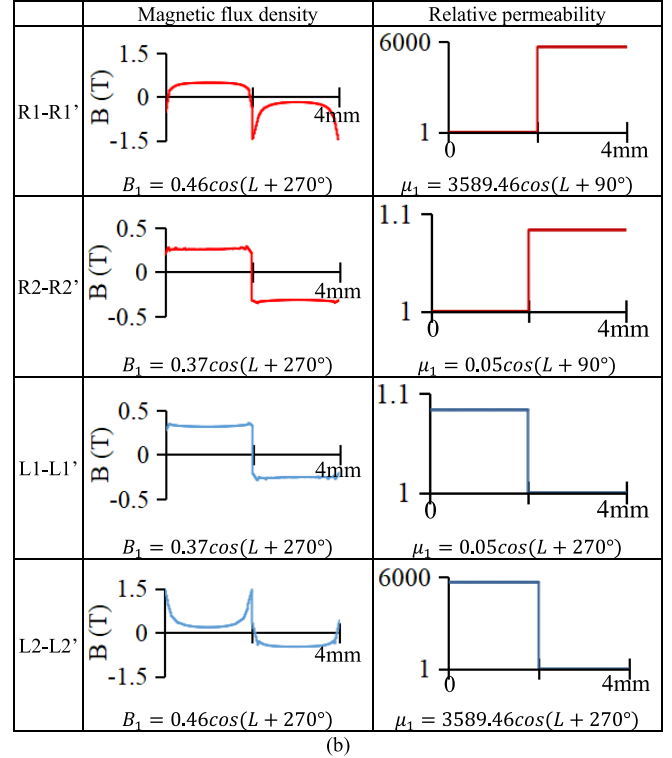 Magnetic flux density Relative permeability
R1-R1’
B (T)
1.5
0
-1.5
4mm
B₁ = 0.46cos(L + 270°)
6000
1
0
4mm
μ₁ = 3589.46cos(L + 90°)
R2-R2’
B (T)
0.5
0
-0.5
4mm
B₁ = 0.37cos(L + 270°)
1.1
1
0
4mm
μ₁ = 0.05cos(L + 90°)
L1-L1’
B (T)
0.5
0
-0.5
4mm
B₁ = 0.37cos(L + 270°)
1.1
1
0
4mm
μ₁ = 0.05cos(L + 270°)
L2-L2’
B (T)
1.5
0
-1.5
4mm
B₁ = 0.46cos(L + 270°)
6000
1
0
4mm
μ₁ = 3589.46cos(L + 270°)
(b)